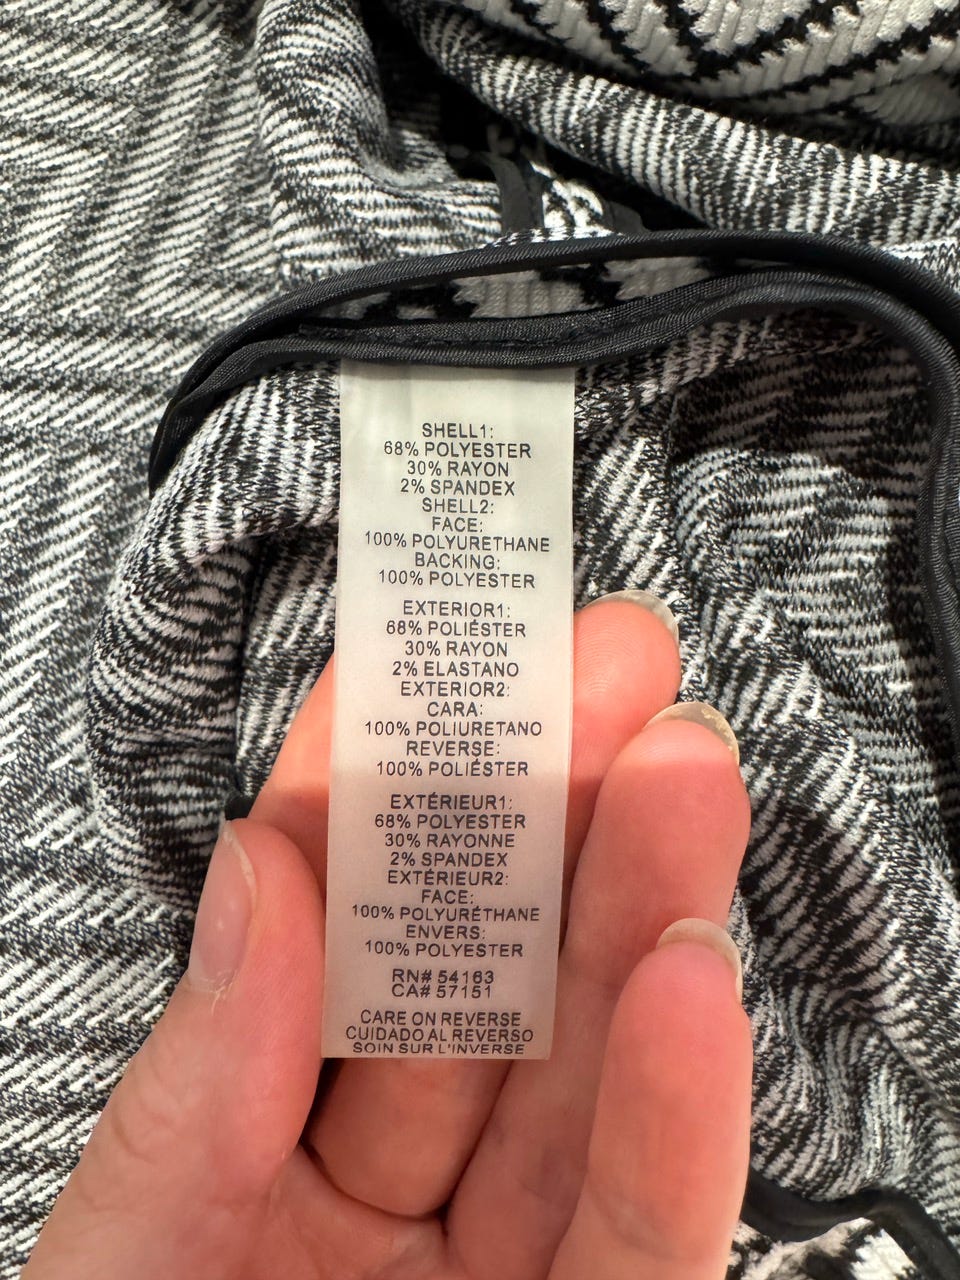 SHELL1:
68% POLYESTER
30% RAYON
2% SPANDEX
SHELL2:
FACE:
100% POLYURETHANE
BACKING:
100% POLYESTER
EXTERIOR1:
68% POLIÉSTER
30% RAYON
2% ELASTANO
EXTERIOR2:
CARA:
100% POLIURETANO
REVERSE:
100% POLIÉSTER
EXTÉRIEUR1:
68% POLYESTER
30% RAYONNE
2% SPANDEX
EXTÉRIEUR2:
FACE:
100% POLYURÉTHANE
ENVERS:
100% POLYESTER
RN# 54163
CA# 57151
CARE ON REVERSE
CUIDADO AL REVERSO
SOIN SUR L'INVERSE